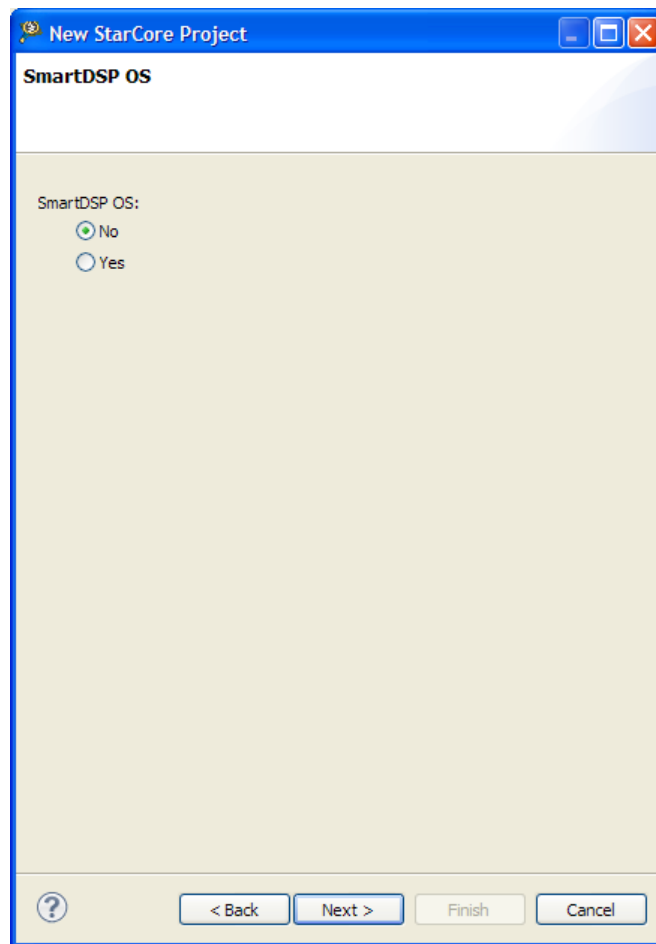 New StarCore Project
SmartDSP OS
SmartDSP OS:
No
Yes
?
< Back Next > Finish Cancel